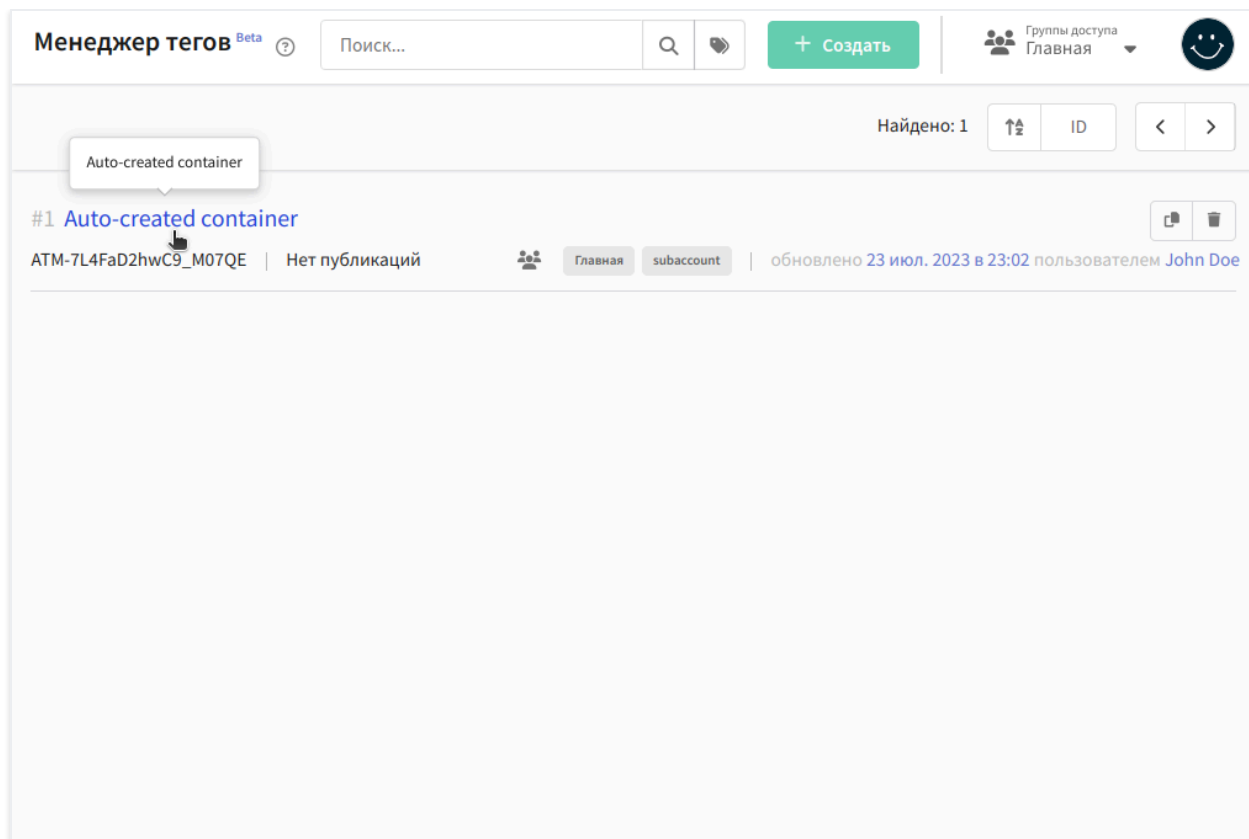 Менеджер тегов Beta ? Поиск... + Создать Группы доступа
Главная
Найдено: 1 ID
Auto-created container
#1 Auto-created container
ATM-7L4FaD2hwC9_M07QE | Нет публикаций Главная subaccount | обновлено 23 июл. 2023 в 23:02 пользователем John Doe